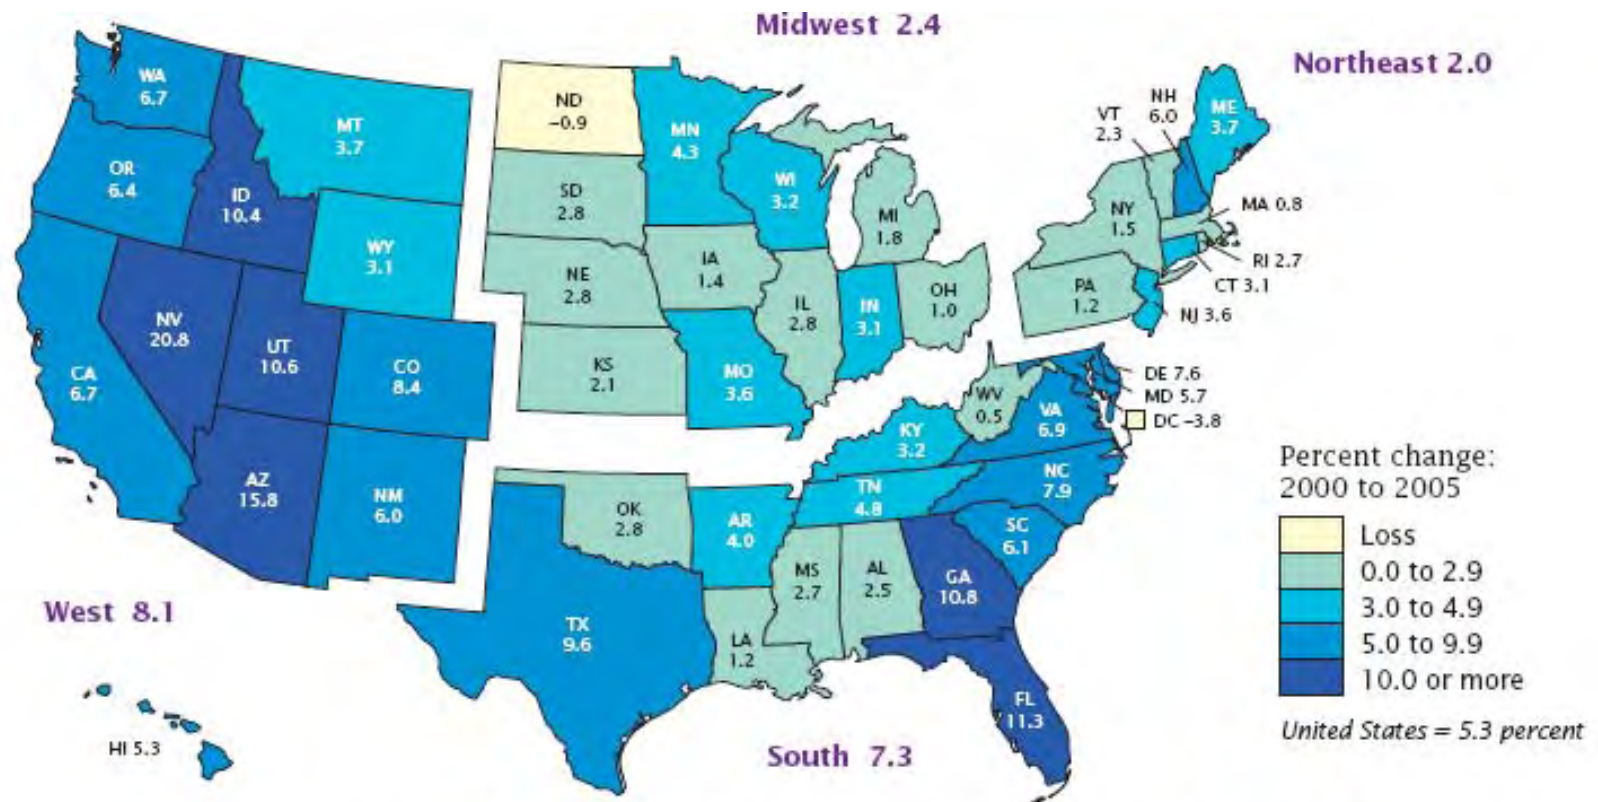 Midwest 2.4
Northeast 2.0
West 8.1
South 7.3
WA
6.7
OR
6.4
CA
6.7
ID
10.4
NV
20.8
MT
3.7
WY
3.1
UT
10.6
CO
8.4
AZ
15.8
NM
6.0
HI 5.3
ND
–0.9
SD
2.8
NE
2.8
KS
2.1
MN
4.3
IA
1.4
MO
3.6
WI
3.2
IL
2.8
MI
1.8
IN
3.1
OH
1.0
NH
6.0
VT
2.3
ME
3.7
NY
1.5
MA 0.8
RI 2.7
CT 3.1
PA
1.2
NJ 3.6
DE 7.6
MD 5.7
DC –3.8
WV
0.5
VA
6.9
KY
3.2
NC
7.9
TN
4.8
SC
6.1
OK
2.8
AR
4.0
TX
9.6
LA
1.2
MS
2.7
AL
2.5
GA
10.8
FL
11.3
Percent change:
2000 to 2005
Loss
0.0 to 2.9
3.0 to 4.9
5.0 to 9.9
10.0 or more
United States = 5.3 percent